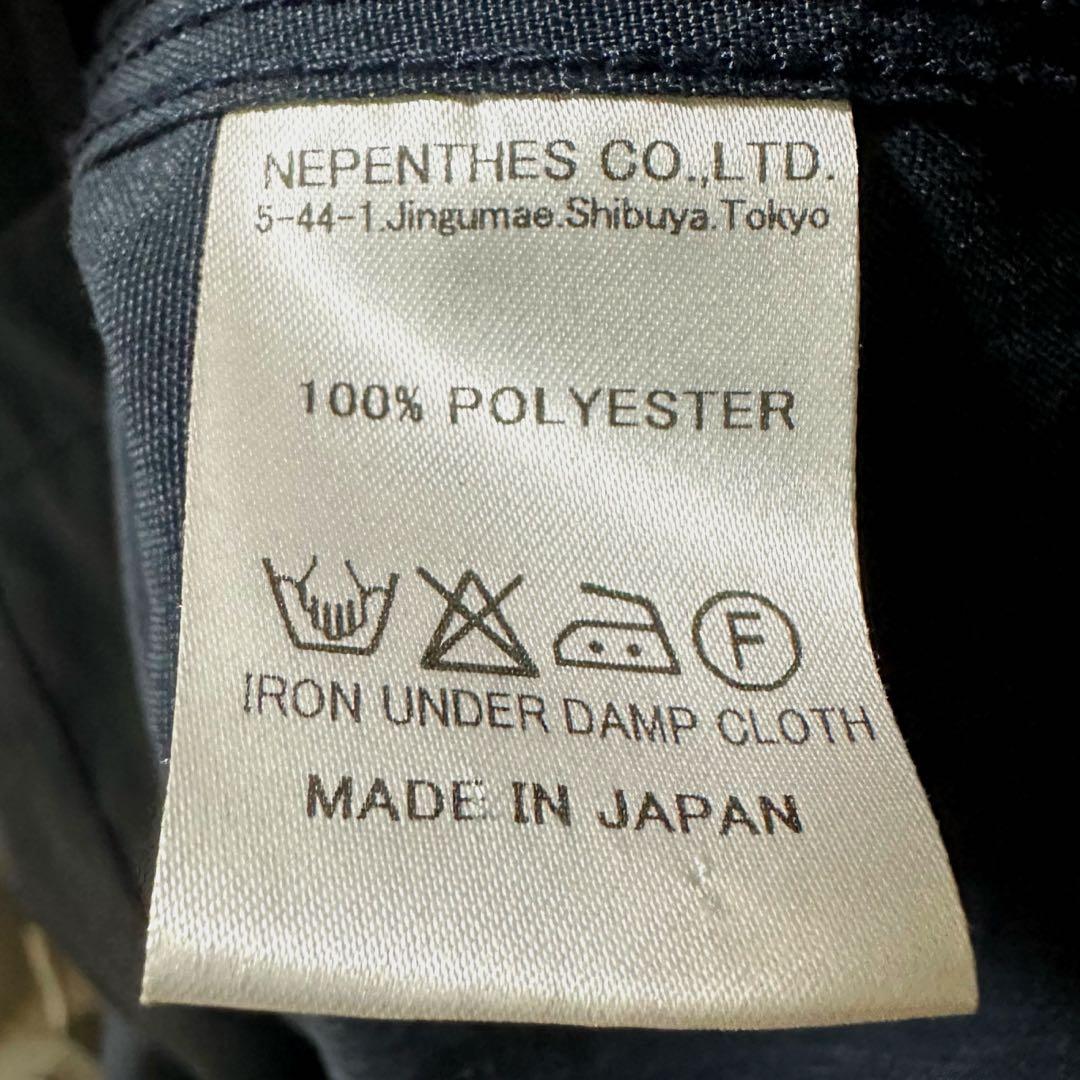 NEPENTHES CO.,LTD.
5-44-1.Jingumae.Shibuya.Tokyo
100% POLYESTER
F
IRON UNDER DAMP CLOTH
MADE IN JAPAN